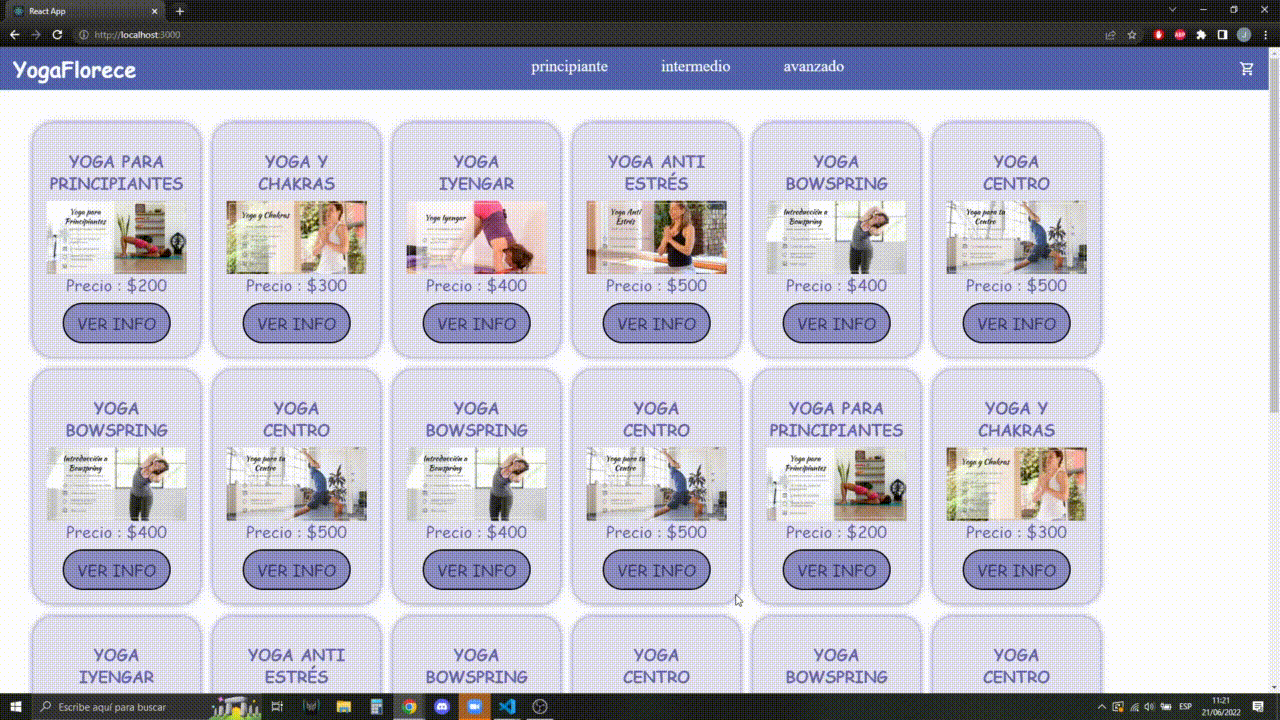 React App
http://localhost:3000
ABP
J
YogaFlorece
principiante intermedio avanzado
YOGA PARA
PRINCIPIANTES
Yoga para
Principiantes
Precio : $200
VER INFO
YOGA Y
CHAKRAS
Yoga y Chakras
Precio : $300
VER INFO
YOGA
IYENGAR
Yoga Iyengar
Precio : $400
VER INFO
YOGA ANTI
ESTRÉS
Yoga Anti
Estrés
Precio : $500
VER INFO
YOGA
BOWSPRING
Introducción a
Bowspring
Precio : $400
VER INFO
YOGA
CENTRO
Yoga para tu
Centro
Precio : $500
VER INFO
YOGA
BOWSPRING
Introducción a
Bowspring
Precio : $400
VER INFO
YOGA
CENTRO
Yoga para tu
Centro
Precio : $500
VER INFO
YOGA
BOWSPRING
Introducción a
Bowspring
Precio : $400
VER INFO
YOGA
CENTRO
Yoga para tu
Centro
Precio : $500
VER INFO
YOGA PARA
PRINCIPIANTES
Yoga para
Principiantes
Precio : $200
VER INFO
YOGA Y
CHAKRAS
Yoga y Chakras
Precio : $300
VER INFO
YOGA
IYENGAR
YOGA ANTI
ESTRÉS
YOGA
BOWSPRING
YOGA
CENTRO
YOGA
BOWSPRING
YOGA
CENTRO
Escribe aquí para buscar
ESP
11:21
21/06/2022